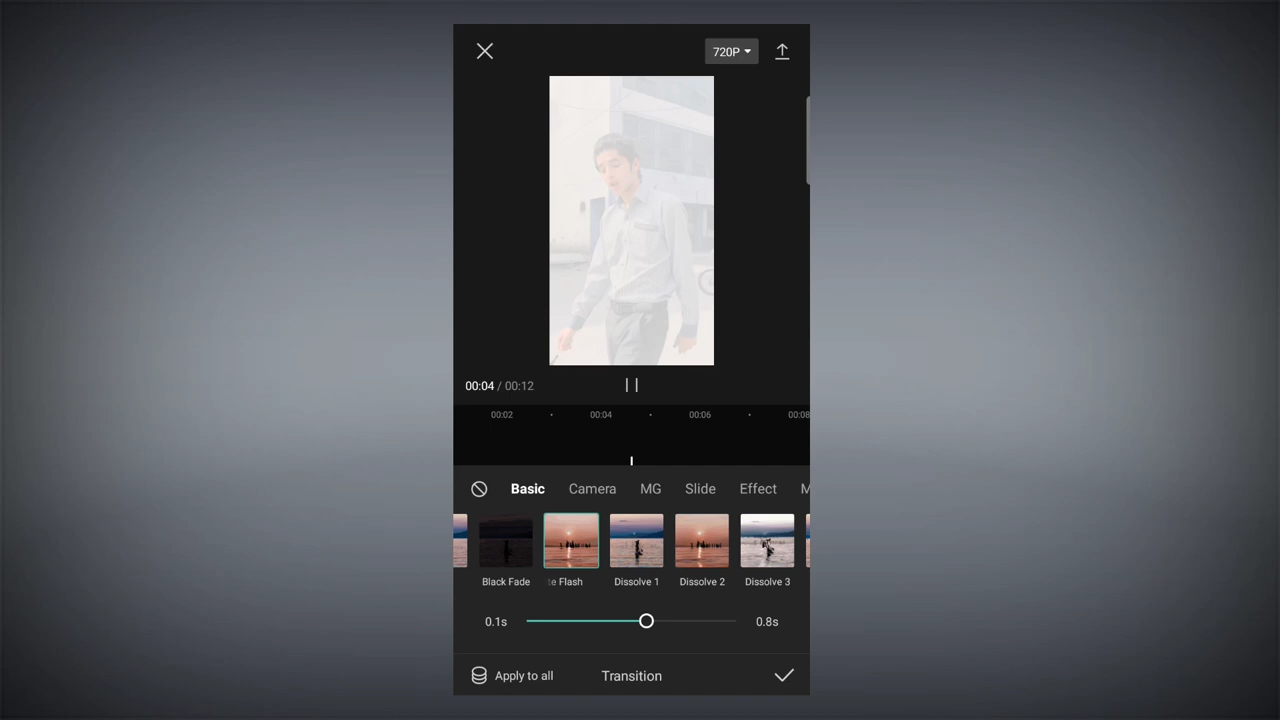 720P
00:04 / 00:12
00:02 00:04 00:06 00:08
Basic Camera MG Slide Effect M
Black Fade te Flash Dissolve 1 Dissolve 2 Dissolve 3
0.1s 0.8s
Apply to all Transition